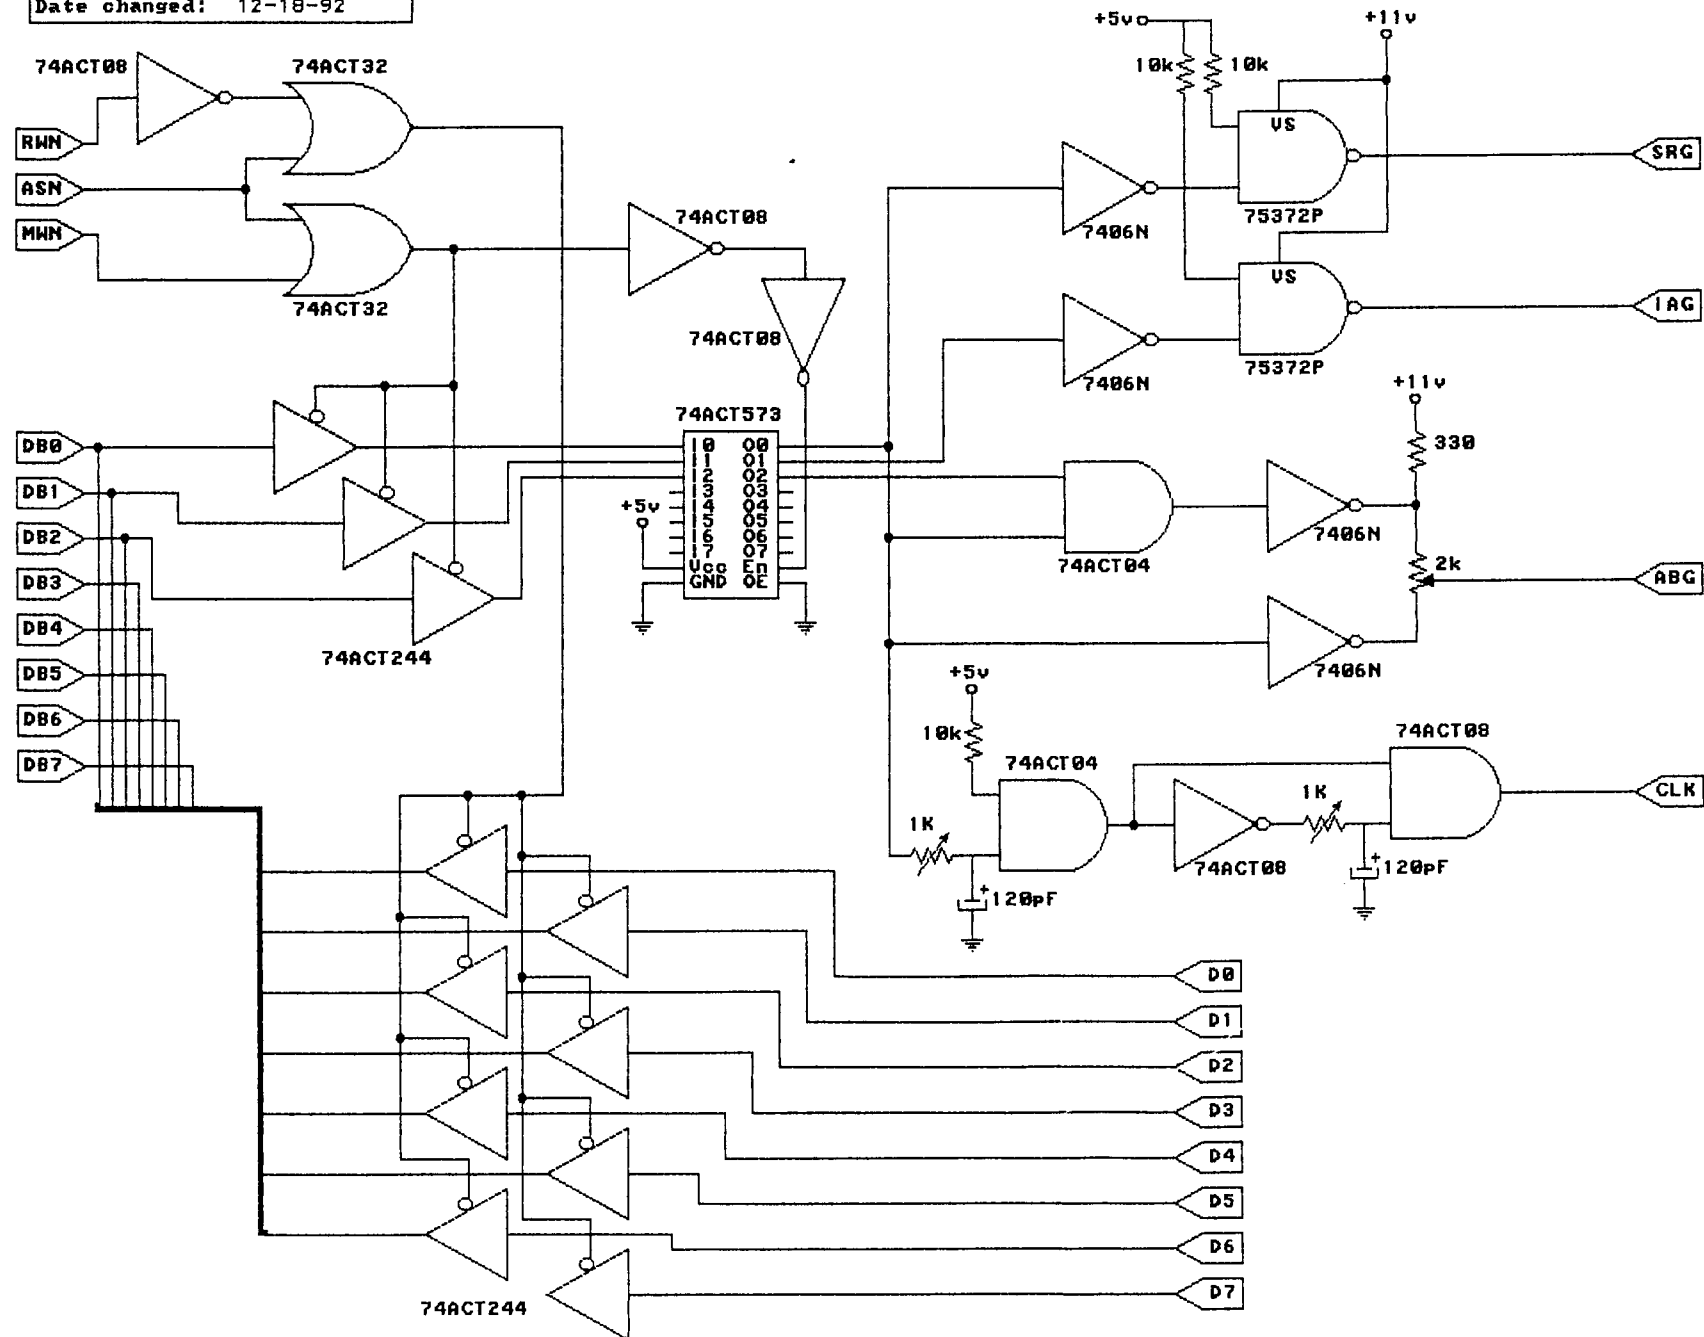 Date changed: 12-18-92
+5v
+11v
74ACT08
74ACT32
10k
10k
VS
RWN
SRG
ASN
75372P
74ACT08
7406N
MWN
VS
74ACT32
IAG
74ACT08
75372P
7406N
+11v
74ACT573
DB0
I0 O0
330
I1 O1
I2 O2
DB1
I3 O3
+5v
I4 O4
I5 O5
DB2
I6 O6
7406N
I7 O7
Vcc En
74ACT04
2k
DB3
GND OE
ABG
DB4
74ACT244
DB5
+5v
7406N
DB6
10k
74ACT08
DB7
74ACT04
1K
CLK
1K
74ACT08
120pF
120pF
D0
D1
D2
D3
D4
D5
D6
D7
74ACT244